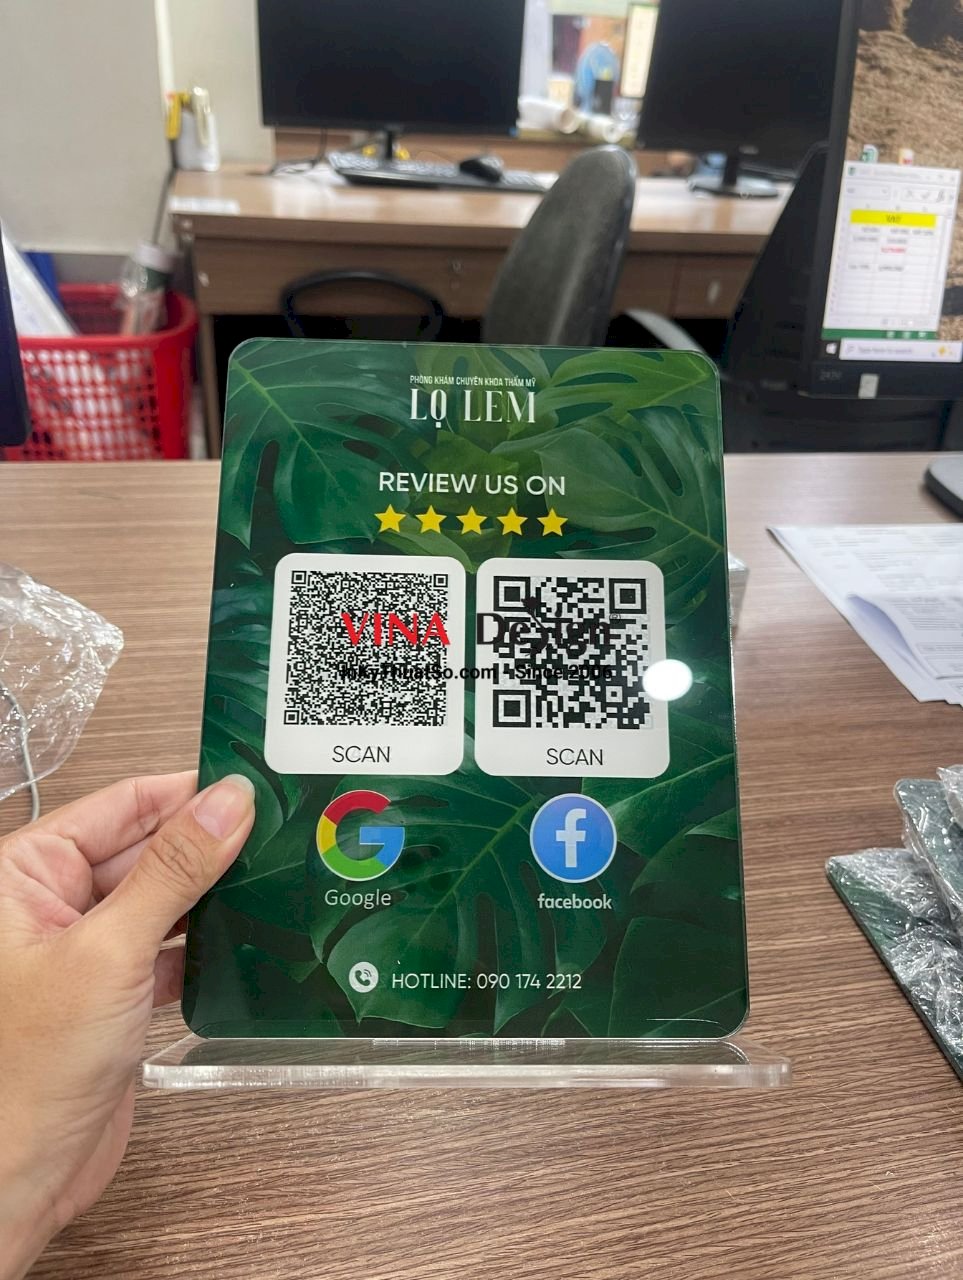 PHÒNG KHÁM CHUYÊN KHOA THẨM MỸ
LỌ LEM
REVIEW US ON
VINA Design
InKyThuatSo.com - Since 2006
SCAN
SCAN
Google
facebook
HOTLINE: 090 174 2212